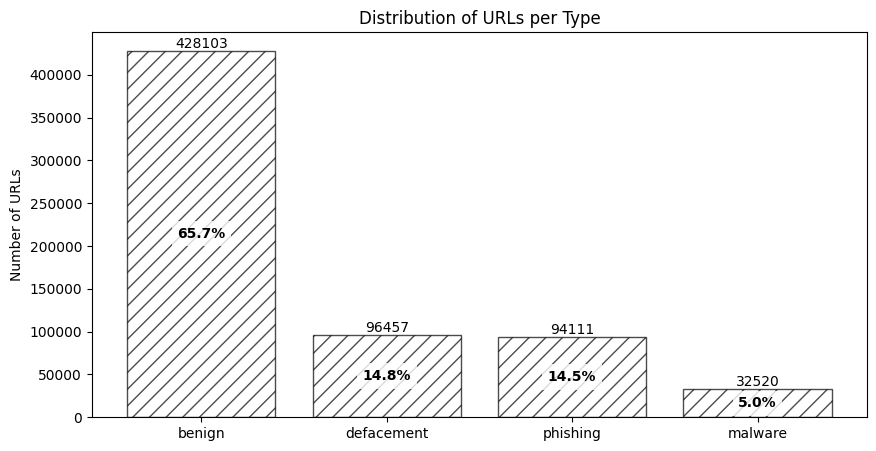 Distribution of URLs per Type
Number of URLs
400000
350000
300000
250000
200000
150000
100000
50000
0
428103
65.7%
96457
14.8%
94111
14.5%
32520
5.0%
benign
defacement
phishing
malware